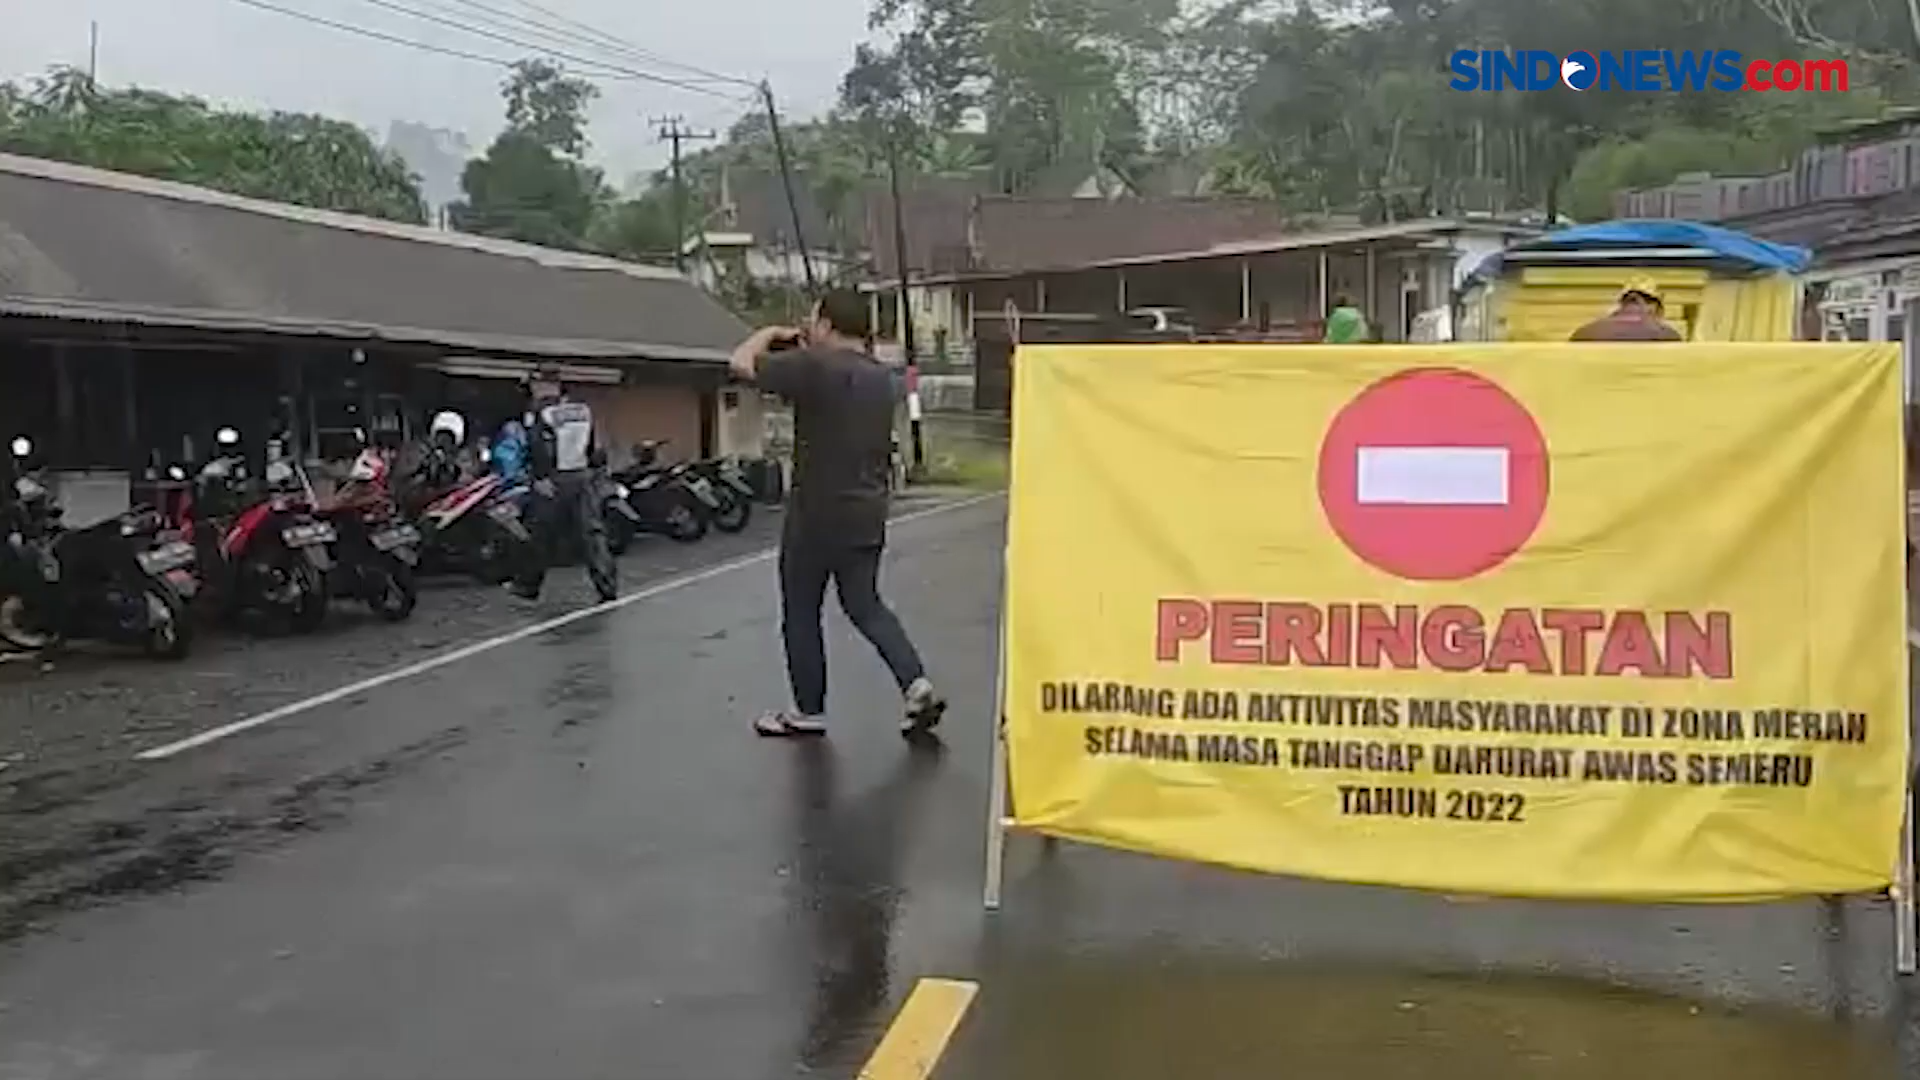 SINDONEWS.com
PERINGATAN
DILARANG ADA AKTIVITAS MASYARAKAT DI ZONA MERAH
SELAMA MASA TANGGAP DARURAT AWAS SEMERU
TAHUN 2022